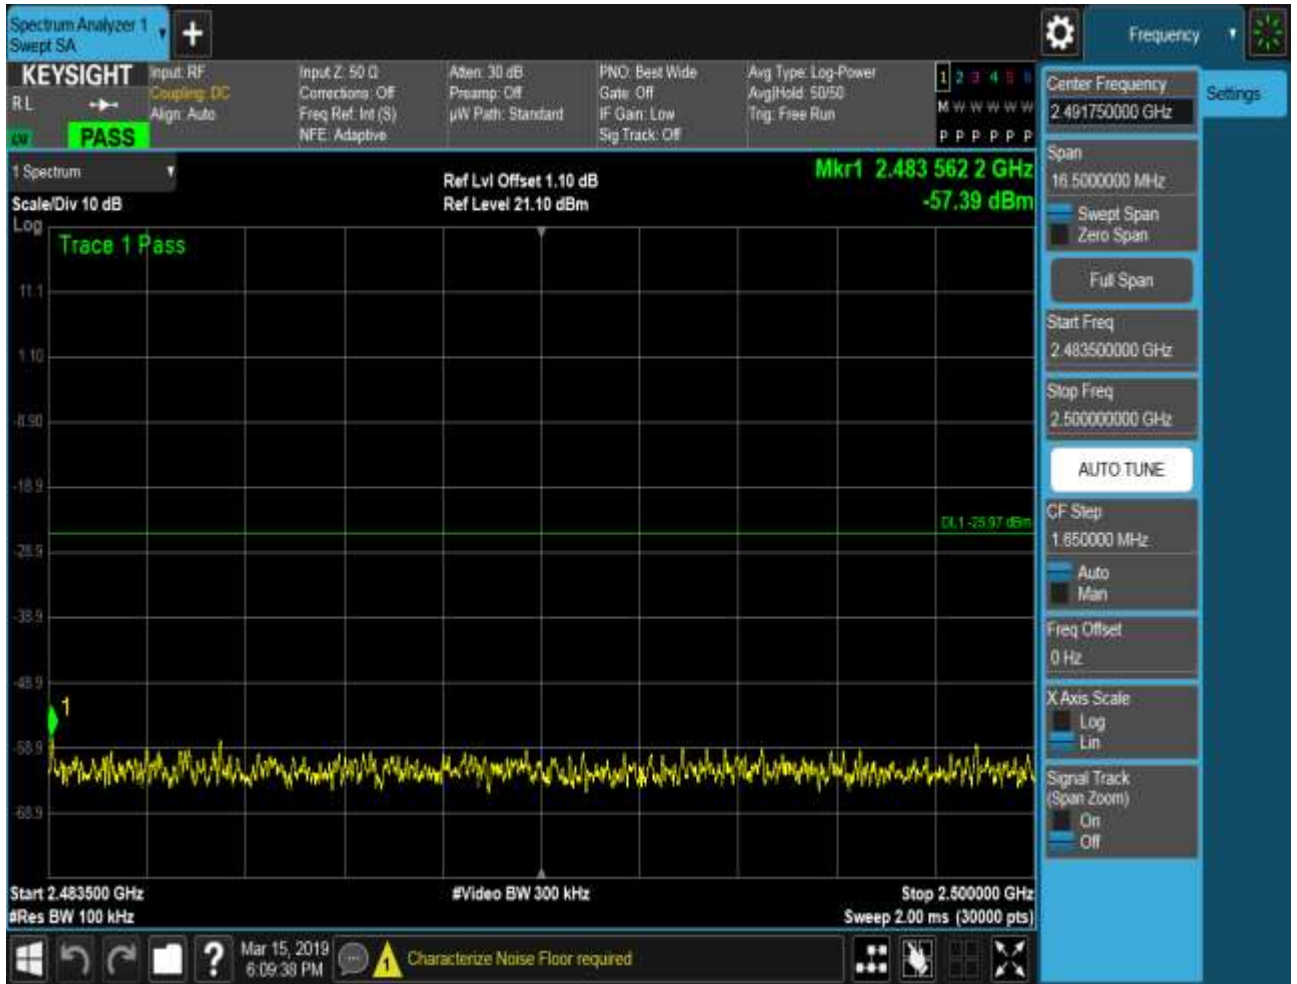 Spectrum Analyzer 1
Swept SA
+
Frequency
KEYSIGHT
R L
PASS
Input: RF
Coupling: DC
Align: Auto
Input Z: 50 Ω
Corrections: Off
Freq Ref: Int (S)
NFE: Adaptive
Atten: 30 dB
Preamp: Off
µW Path: Standard
PNO: Best Wide
Gate: Off
IF Gain: Low
Sig Track: Off
Avg Type: Log-Power
Avg|Hold: 50/50
Trig: Free Run
1 2 3 4 5 6
M W W W W W
P P P P P P
1 Spectrum
Scale/Div 10 dB
Log
Ref Lvl Offset 1.10 dB
Ref Level 21.10 dBm
Mkr1 2.483 562 2 GHz
-57.39 dBm
Trace 1 Pass
11.1
1.10
-8.90
-18.9
DL1 -25.97 dBm
-28.9
-38.9
-48.9
1
-58.9
-68.9
Start 2.483500 GHz
#Res BW 100 kHz
#Video BW 300 kHz
Stop 2.500000 GHz
Sweep 2.00 ms (30000 pts)
?
Mar 15, 2019
6:09:38 PM
1
Characterize Noise Floor required
Center Frequency
2.491750000 GHz
Settings
Span
16.5000000 MHz
Swept Span
Zero Span
Full Span
Start Freq
2.483500000 GHz
Stop Freq
2.500000000 GHz
AUTO TUNE
CF Step
1.650000 MHz
Auto
Man
Freq Offset
0 Hz
X Axis Scale
Log
Lin
Signal Track
(Span Zoom)
On
Off